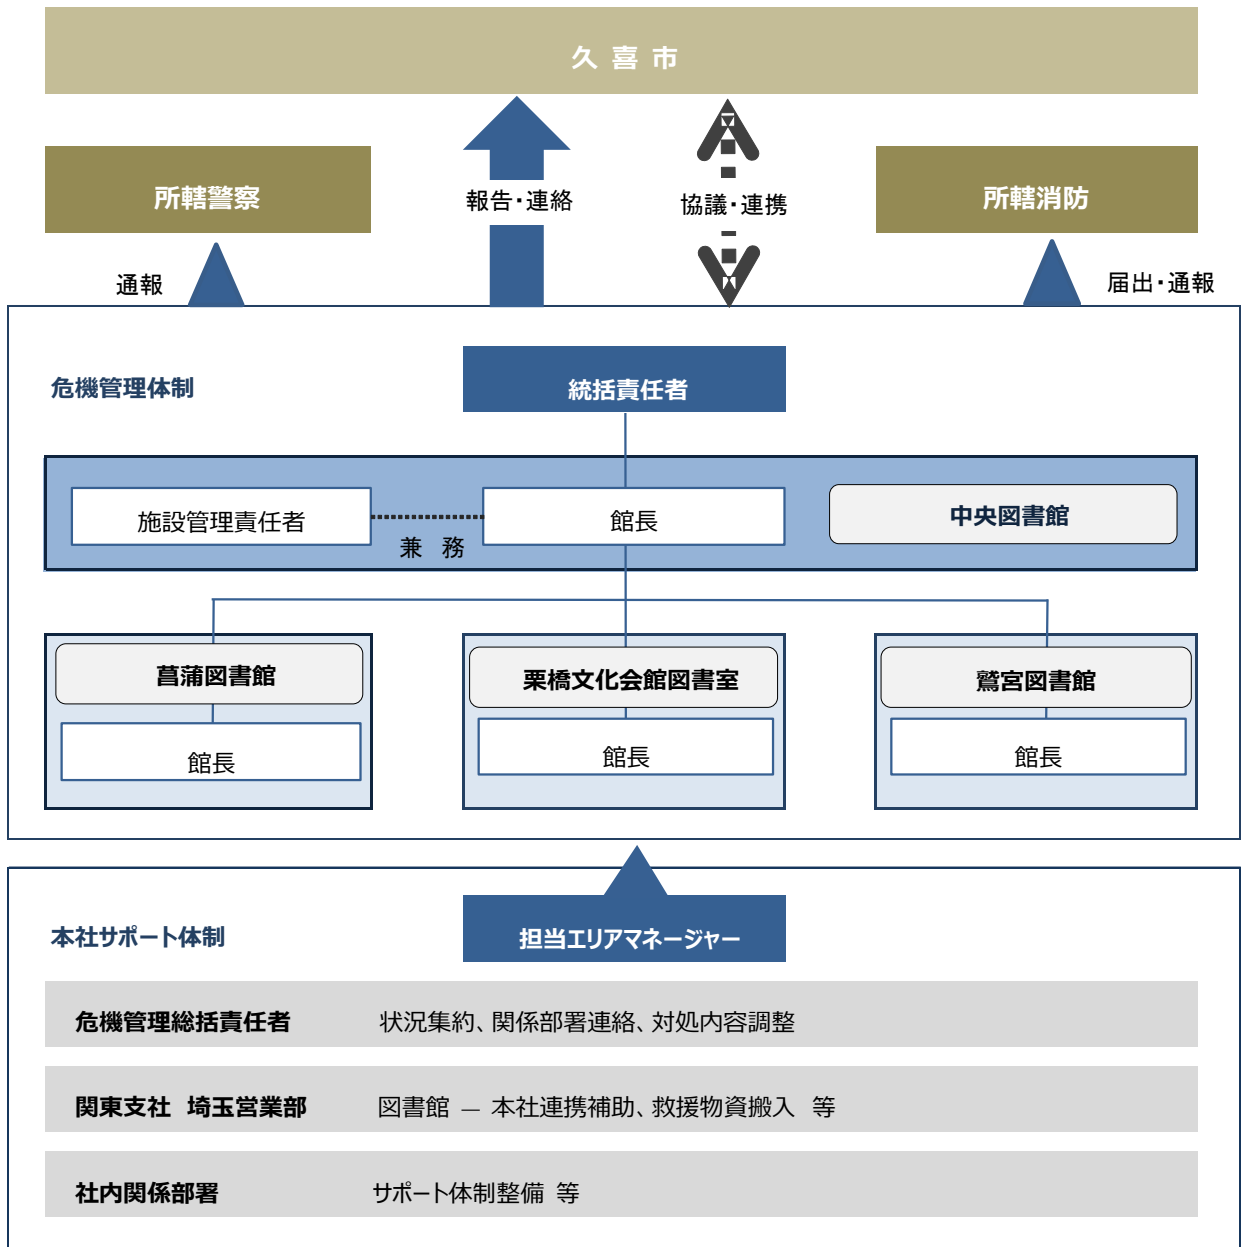 久 喜 市
所轄警察
報告・連絡
協議・連携
所轄消防
通報
届出・通報
危機管理体制
統括責任者
施設管理責任者
兼 務
館長
中央図書館
菖蒲図書館
館長
栗橋文化会館図書室
館長
鷲宮図書館
館長
本社サポート体制
担当エリアマネージャー
危機管理総括責任者 状況集約、関係部署連絡、対処内容調整
関東支社 埼玉営業部 図書館 ― 本社連携補助、救援物資搬入 等
社内関係部署 サポート体制整備 等